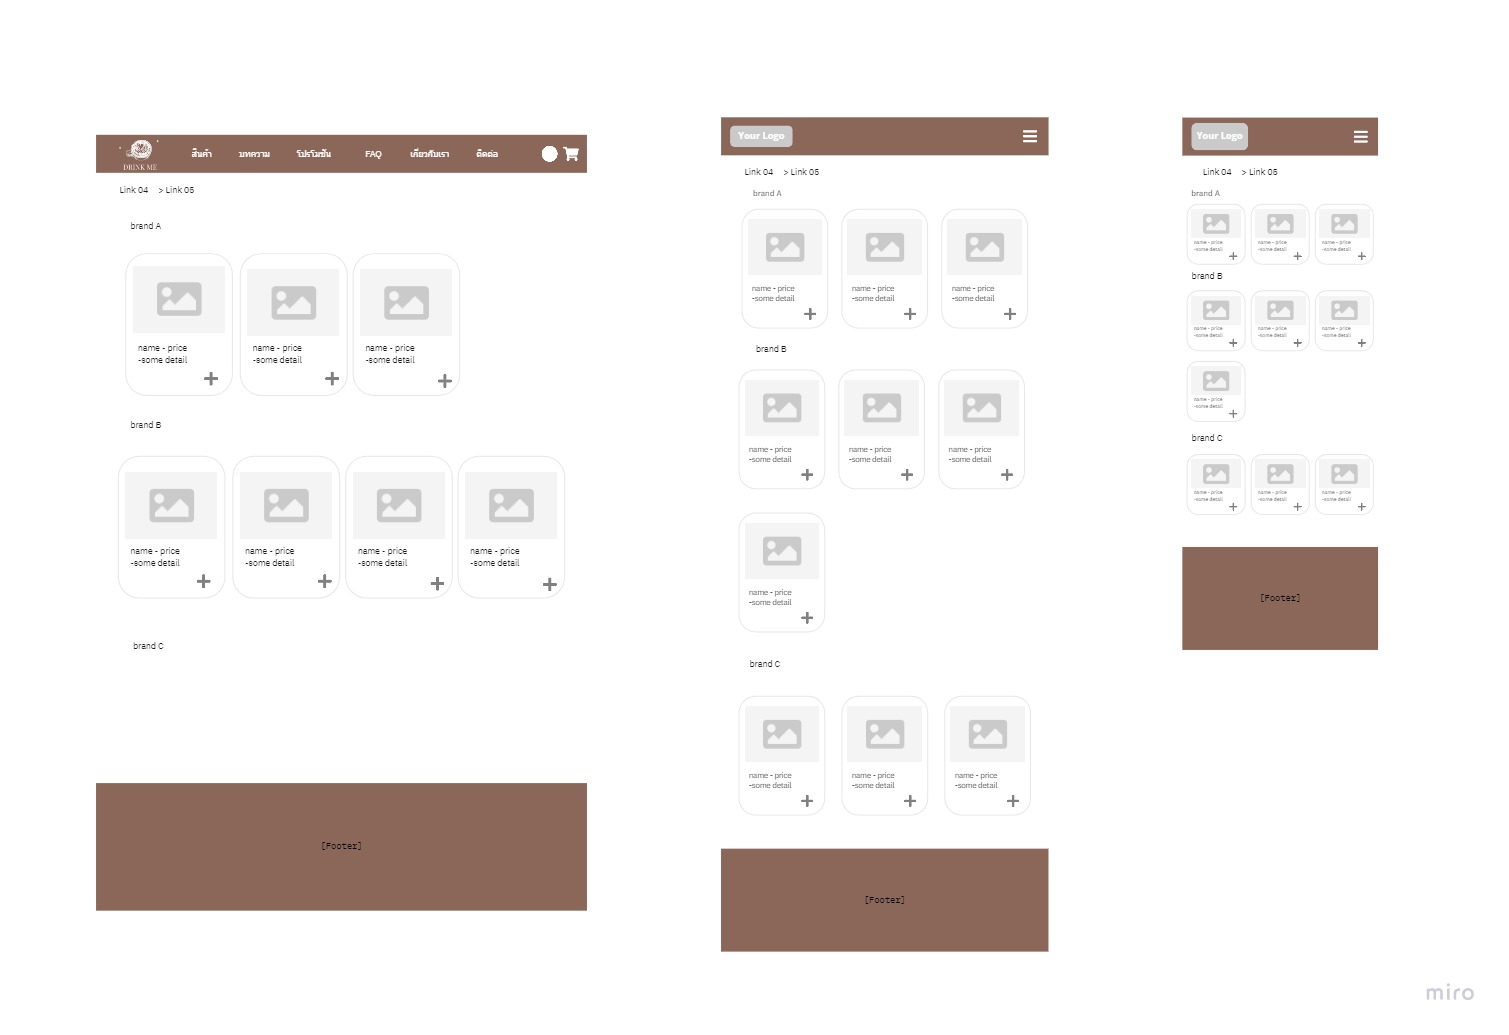 DRINK ME
สินค้า บทความ โปรโมชัน FAQ เกี่ยวกับเรา ติดต่อ
Link 04 > Link 05
brand A
name - price
-some detail
name - price
-some detail
name - price
-some detail
brand B
name - price
-some detail
name - price
-some detail
name - price
-some detail
name - price
-some detail
brand C
[Footer]
Your Logo
Link 04 > Link 05
brand A
name - price
-some detail
name - price
-some detail
name - price
-some detail
brand B
name - price
-some detail
name - price
-some detail
name - price
-some detail
name - price
-some detail
brand C
name - price
-some detail
name - price
-some detail
name - price
-some detail
[Footer]
Your Logo
Link 04 > Link 05
brand A
name - price
-some detail
name - price
-some detail
name - price
-some detail
brand B
name - price
-some detail
name - price
-some detail
name - price
-some detail
name - price
-some detail
brand C
name - price
-some detail
name - price
-some detail
name - price
-some detail
[Footer]
miro